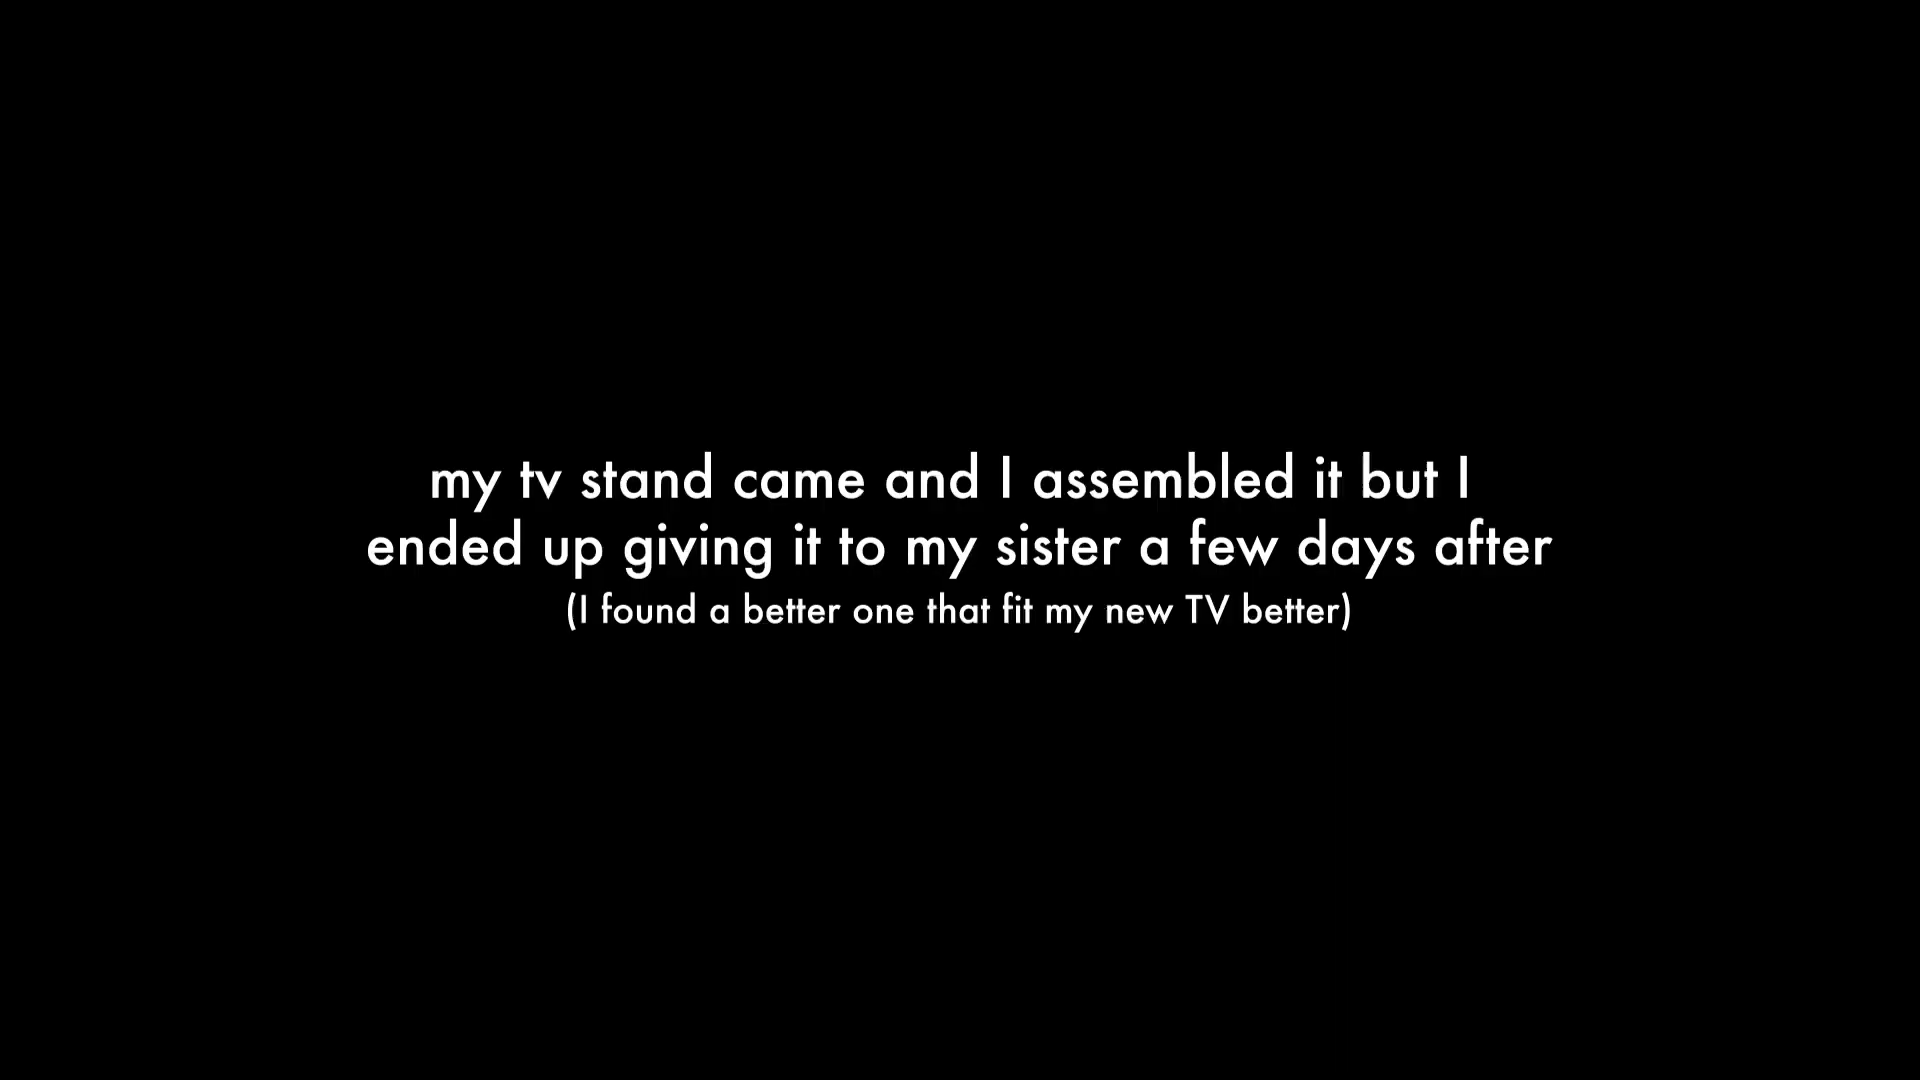 my tv stand came and I assembled it but I
ended up giving it to my sister a few days after
(I found a better one that fit my new TV better)